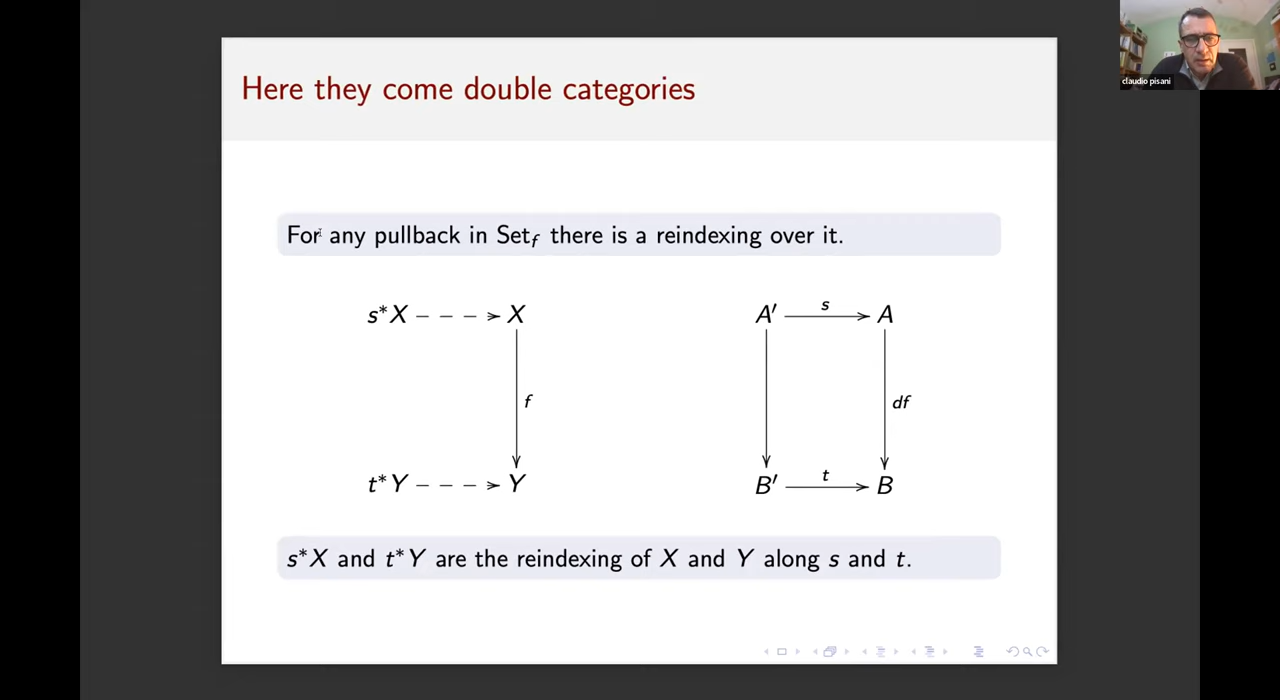 Here they come double categories
claudio pisani
For any pullback in Set_f there is a reindexing over it.
s*X X A′ s A
f df
t*Y Y B′ t B
s*X and t*Y are the reindexing of X and Y along s and t.